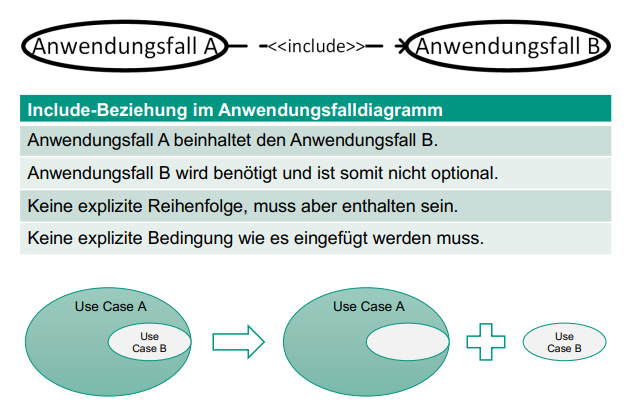 Anwendungsfall A <<include>> Anwendungsfall B
Include-Beziehung im Anwendungsfalldiagramm
Anwendungsfall A beinhaltet den Anwendungsfall B.
Anwendungsfall B wird benötigt und ist somit nicht optional.
Keine explizite Reihenfolge, muss aber enthalten sein.
Keine explizite Bedingung wie es eingefügt werden muss.
Use Case A
Use
Case B
Use Case A
Use
Case B